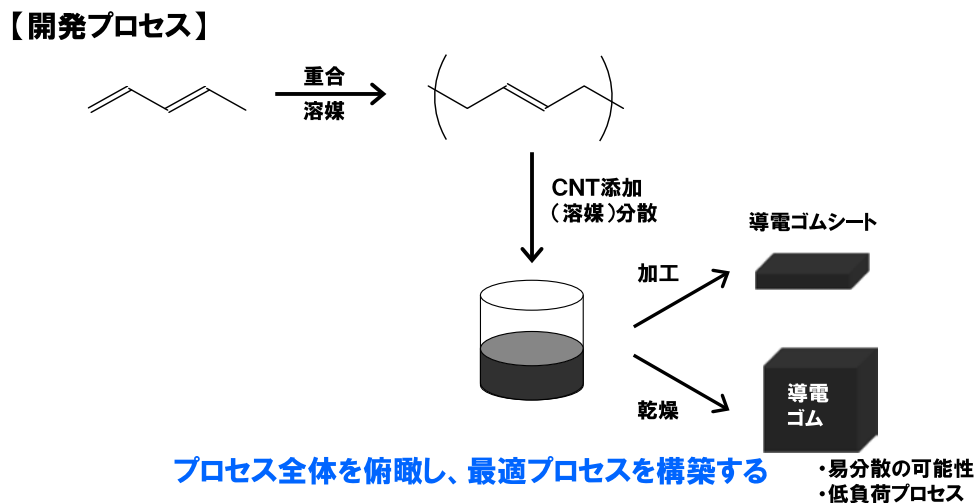 【開発プロセス】
重合
溶媒
CNT添加
（溶媒）分散
導電ゴムシート
加工
乾燥
導電
ゴム
プロセス全体を俯瞰し、最適プロセスを構築する
・易分散の可能性
・低負荷プロセス